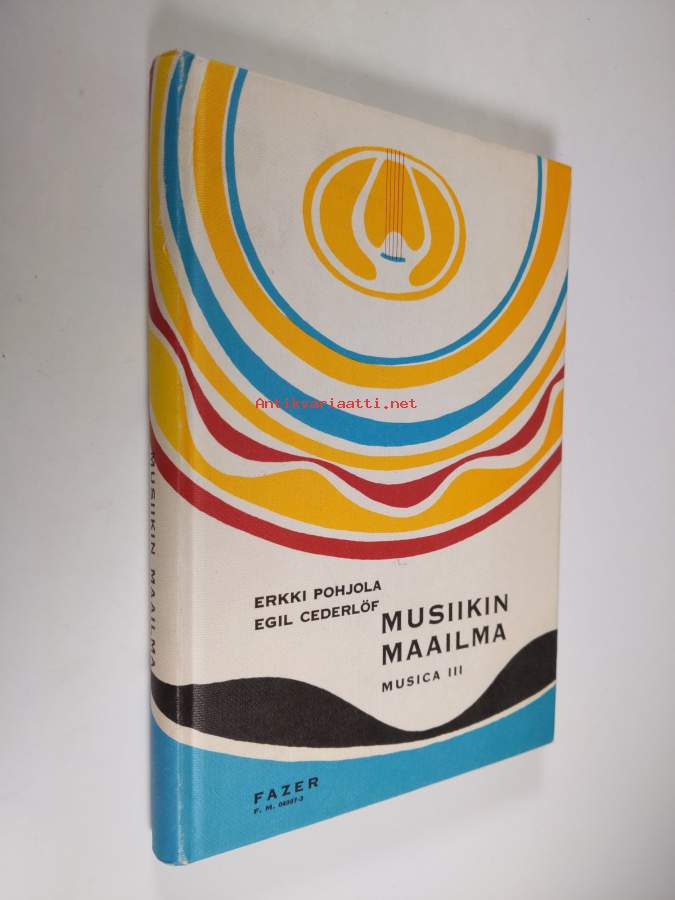 Antikvariaatti.net
MUSIIKIN MAAILMA
ERKKI POHJOLA
EGIL CEDERLÖF
MUSIIKIN
MAAILMA
MUSICA III
FAZER
F. M.